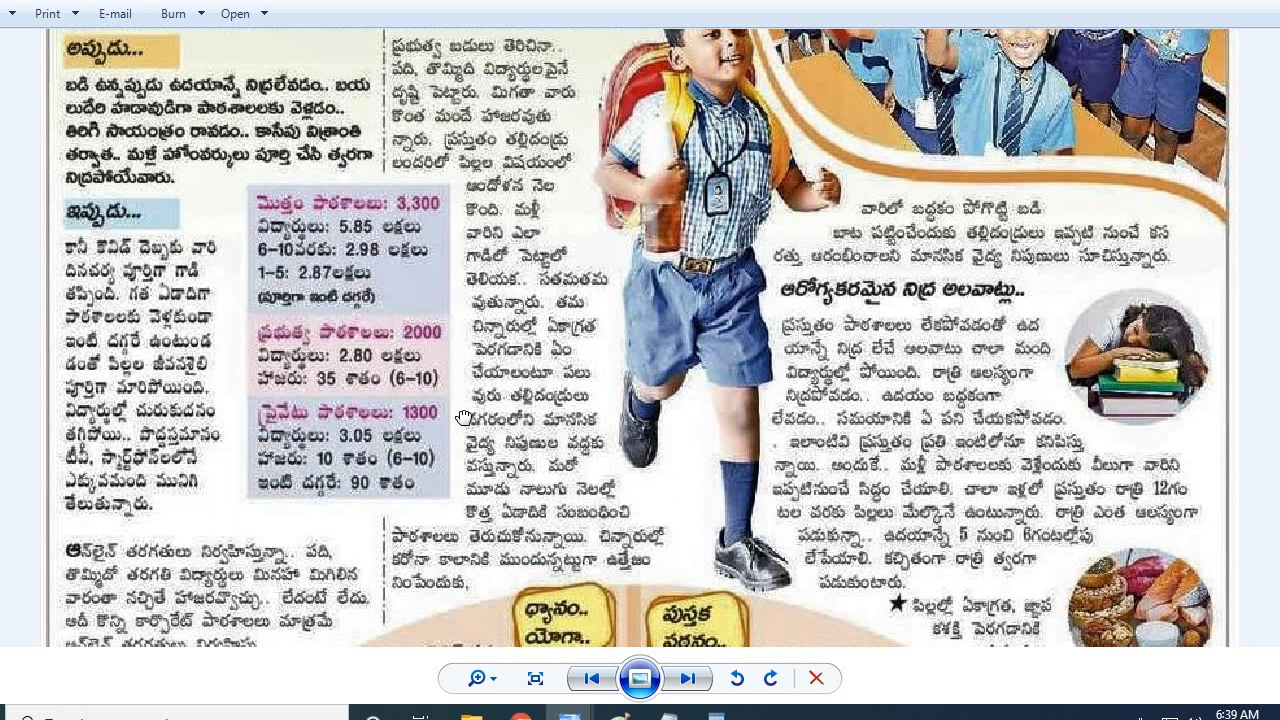 Print
E-mail
Burn
Open
అప్పుడు...
బడి ఉన్నప్పుడు ఉదయాన్నే నిద్రలేవడం.. బయ
లుదేరి హడావుడిగా పాఠశాలలకు వెళ్లడం..
తిరిగి సాయంత్రం రావడం.. కాసేపు విశ్రాంతి
తర్వాత.. మళ్లీ హోంవర్కులు పూర్తి చేసి త్వరగా
నిద్రపోయేవారు.
ఇప్పుడు...
కానీ కొవిడ్ దెబ్బకు వారి
దినచర్య పూర్తిగా గాడి
తప్పింది. గత ఏడాదిగా
పాఠశాలలకు వెళ్లకుండా
ఇంటి దగ్గరే ఉంటుండ
డంతో పిల్లల జీవనశైలి
పూర్తిగా మారిపోయింది.
విద్యార్థుల్లో చురుకుదనం
తగ్గిపోయి.. పొద్దస్తమానం
టీవీ, స్మార్ట్‌ఫోన్‌లలోనే
ఎక్కువమంది మునిగి
తేలుతున్నారు.
మొత్తం పాఠశాలలు: 3,300
విద్యార్థులు: 5.85 లక్షలు
6-10వరకు: 2.98 లక్షలు
1-5: 2.87లక్షలు
(పూర్తిగా ఇంటి దగ్గరే)
ప్రభుత్వ పాఠశాలలు: 2000
విద్యార్థులు: 2.80 లక్షలు
హాజరు: 35 శాతం (6-10)
ప్రైవేటు పాఠశాలలు: 1300
విద్యార్థులు: 3.05 లక్షలు
హాజరు: 10 శాతం (6-10)
ఇంటి దగ్గరే: 90 శాతం
ఆన్‌లైన్ తరగతులు నిర్వహిస్తున్నా.. పది,
తొమ్మిదో తరగతి విద్యార్థులు మినహా మిగిలిన
వారంతా నచ్చితే హాజరవ్వొచ్చు.. లేదంటే లేదు.
అదీ కొన్ని కార్పొరేట్ పాఠశాలలు మాత్రమే
ఆన్‌లైన్ తరగతులు
ప్రభుత్వ బడులు తెరిచినా..
పది, తొమ్మిది విద్యార్థులపైనే
దృష్టి పెట్టారు. మిగతా వారు
కొంత మందే హాజరవుతు
న్నారు. ప్రస్తుతం తల్లిదండ్రు
లందరిలో పిల్లల విషయంలో
ఆందోళన నెల
కొంది. మళ్లీ
వారిని ఎలా
గాడిలో పెట్టాలో
తెలియక.. సతమతమ
వుతున్నారు. తమ
చిన్నారుల్లో ఏకాగ్రత
పెరగడానికి ఏం
చేయాలంటూ పలు
వురు తల్లిదండ్రులు
నగరంలోని మానసిక
వైద్య నిపుణుల వద్దకు
వస్తున్నారు. మరో
మూడు నాలుగు నెలల్లో
కొత్త ఏడాదికి సంబంధించి
పాఠశాలలు తెరుచుకోనున్నాయి. చిన్నారుల్లో
కరోనా కాలానికి ముందున్నట్టుగా ఉత్తేజం
నింపేందుకు,
వారిలో బద్ధకం పోగొట్టి బడి
బాట పట్టించేందుకు తల్లిదండ్రులు ఇప్పటి నుంచే కస
రత్తు ఆరంభించాలని మానసిక వైద్య నిపుణులు సూచిస్తున్నారు.
ఆరోగ్యకరమైన నిద్ర అలవాట్లు..
ప్రస్తుతం పాఠశాలలు లేకపోవడంతో ఉద
యాన్నే నిద్ర లేచే అలవాటు చాలా మంది
విద్యార్థుల్లో పోయింది. రాత్రి ఆలస్యంగా
నిద్రపోవడం.. ఉదయం బద్ధకంగా
లేవడం.. సమయానికి ఏ పని చేయకపోవడం.
. ఇలాంటివి ప్రస్తుతం ప్రతి ఇంటిలోనూ కనిపిస్తు
న్నాయి. అందుకే.. మళ్లీ పాఠశాలలకు వెళ్లేందుకు వీలుగా వారిని
ఇప్పటినుంచే సిద్ధం చేయాలి. చాలా ఇళ్లలో ప్రస్తుతం రాత్రి 12గం
టల వరకు పిల్లలు మేల్కొనే ఉంటున్నారు. రాత్రి ఎంత ఆలస్యంగా
పడుకున్నా.. ఉదయాన్నే 5 నుంచి 6గంటల్లోపు
లేపేయాలి. కచ్చితంగా రాత్రి త్వరగా
పడుకుంటారు.
★ పిల్లల్లో ఏకాగ్రత, జ్ఞాప
కశక్తి పెరగడానికి
ధ్యానం..
యోగా..
పుస్తక
పఠనం..
6:39 AM